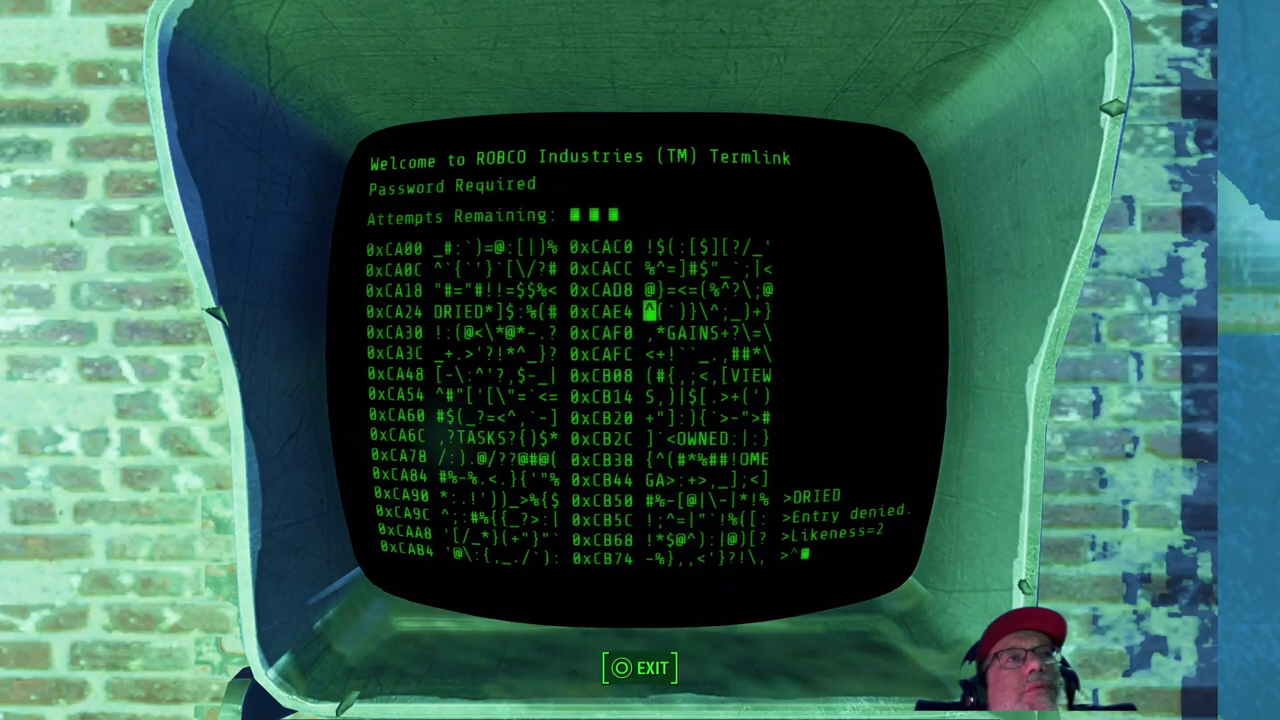 Welcome to ROBCO Industries (TM) Termlink
Password Required
Attempts Remaining: ■ ■ ■
0xCA00 _#:`)=@:[|)% 0xCAC0 !$(:[$][?/_'
0xCA0C ^`{``}`[\/?# 0xCACC %^=]#$"_`;|<
0xCA18 "#="#!!=$$%< 0xCAD8 @}=<=(%^?\;@
0xCA24 DRIED*]$:%(# 0xCAE4 ^(`)}\^;_)+}
0xCA30 !:(@<\*@*-.? 0xCAF0 ,*GAINS+?\=\
0xCA3C _+.>'?!*^_}? 0xCAFC <+!``_.,##*\
0xCA48 [-\:^'?,$-_| 0xCB08 (#{,;<,[VIEW
0xCA54 ^#"['[\"=`<= 0xCB14 S,)|$[.>+(')
0xCA60 #$(_?=<^,`-] 0xCB20 +"]:){`>-">#
0xCA6C ,?TASKS?{)$* 0xCB2C ]`<OWNED:|:}
0xCA78 /:).@/??@#@( 0xCB38 {^(#*%##!OME
0xCA84 #%-%.<.}{'"% 0xCB44 GA>:+>,_];<]
0xCA90 *:.!'))_>%{$ 0xCB50 #%-[@|\-|*!%
0xCA9C ^;:#%{{_?>:| 0xCB5C !;^=|"`!%([:
0xCAA8 '[/_*}(+"}"` 0xCB68 !*$@^):|@)[?
0xCAB4 '@\:{,_./`): 0xCB74 -%},,<'}?!\,
>DRIED
>Entry denied.
>Likeness=2
>^■
EXIT